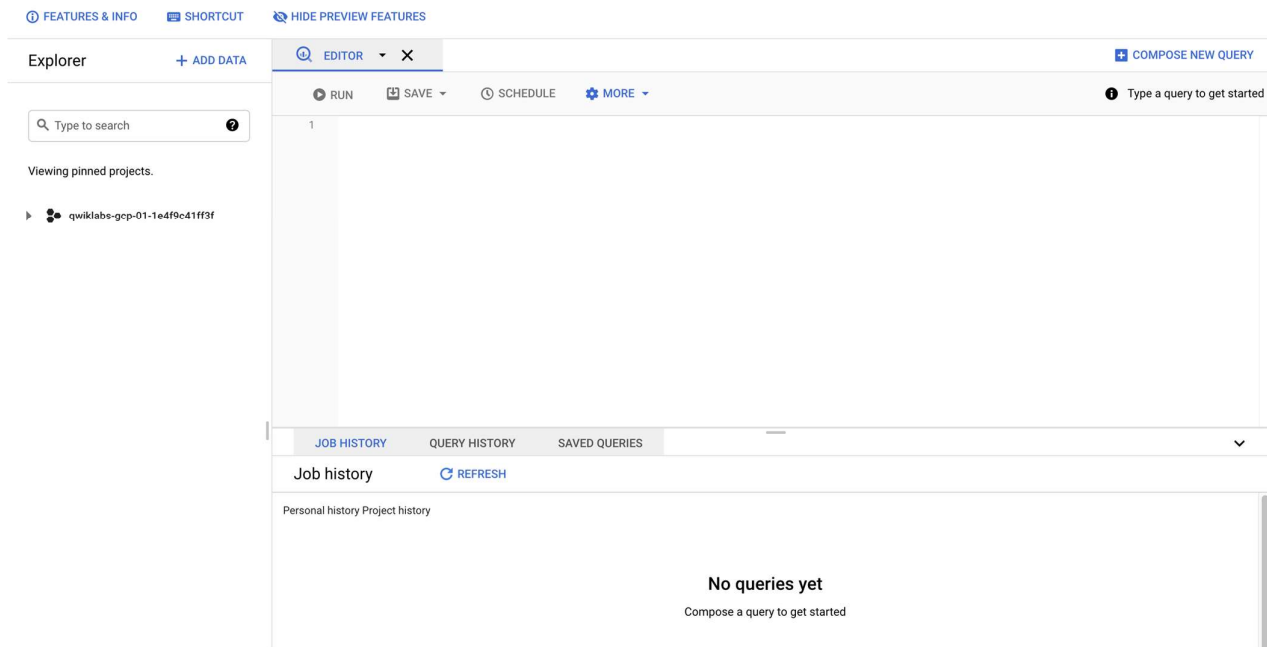 FEATURES & INFO SHORTCUT HIDE PREVIEW FEATURES
Explorer ADD DATA
EDITOR COMPOSE NEW QUERY
RUN SAVE SCHEDULE MORE Type a query to get started
Type to search
1
Viewing pinned projects.
qwiklabs-gcp-01-1e4f9c41ff3f
JOB HISTORY QUERY HISTORY SAVED QUERIES
Job history REFRESH
Personal history Project history
No queries yet
Compose a query to get started